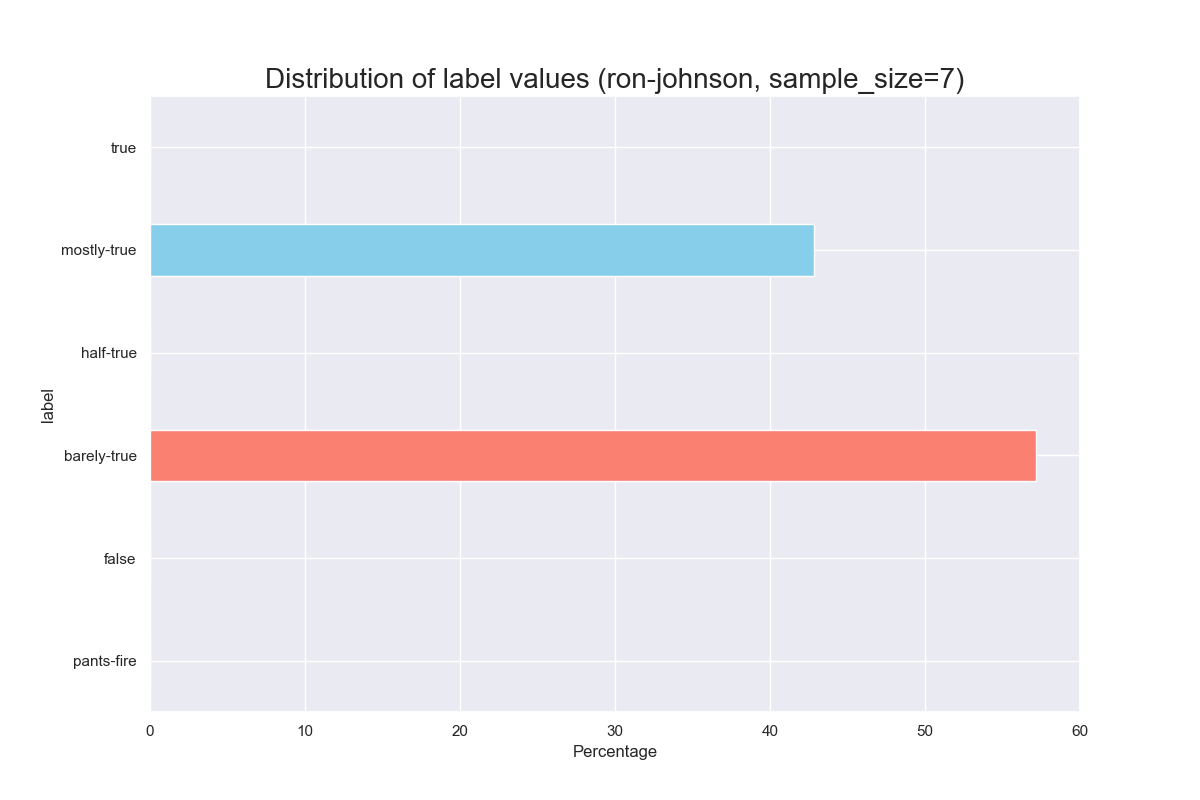 Distribution of label values (ron-johnson, sample_size=7)
true
mostly-true
half-true
barely-true
false
pants-fire
label
0 10 20 30 40 50 60
Percentage